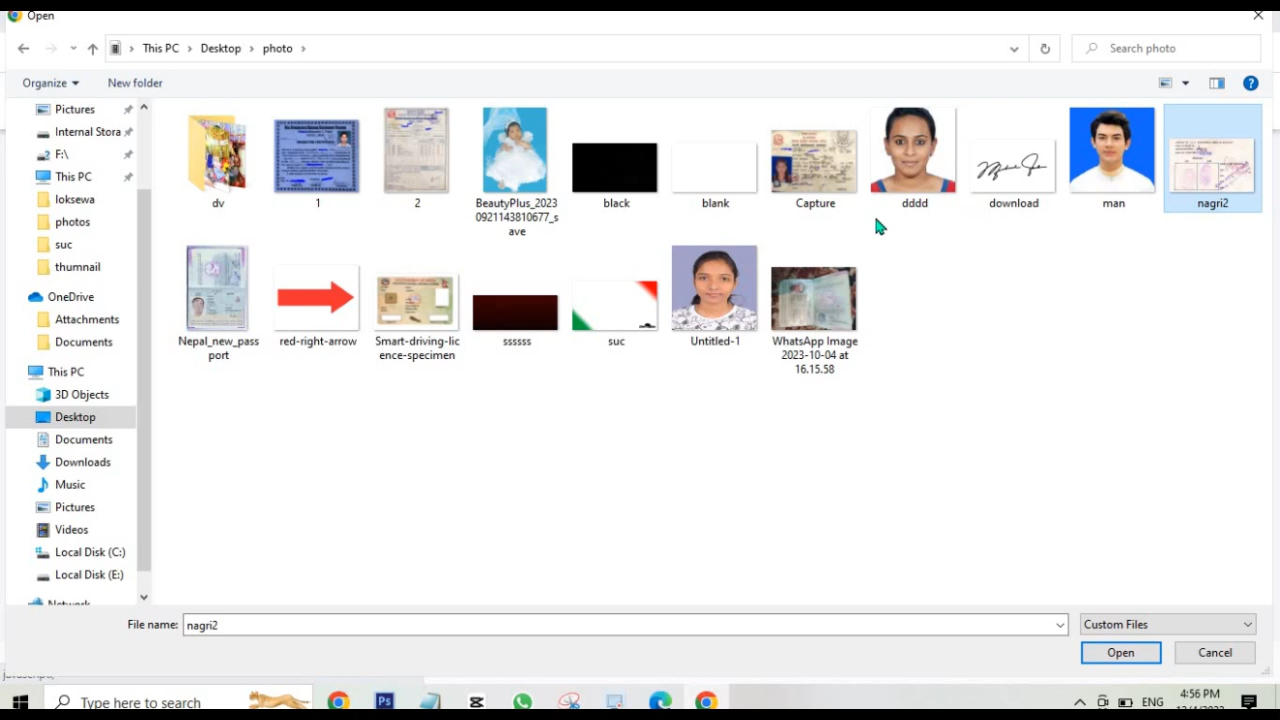 Open
This PC > Desktop > photo >
Search photo
Organize
New folder
Pictures
Internal Stora
F:\
This PC
loksewa
photos
suc
thumnail
OneDrive
Attachments
Documents
This PC
3D Objects
Desktop
Documents
Downloads
Music
Pictures
Videos
Local Disk (C:)
Local Disk (E:)
Network
dv
1
2
BeautyPlus_2023
0921143810677_s
ave
black
blank
Capture
dddd
download
man
nagri2
Nepal_new_pass
port
red-right-arrow
Smart-driving-lic
ence-specimen
ssssss
suc
Untitled-1
WhatsApp Image
2023-10-04 at
16.15.58
File name:
nagri2
Custom Files
Open
Cancel
Type here to search
Ps
ENG
4:56 PM